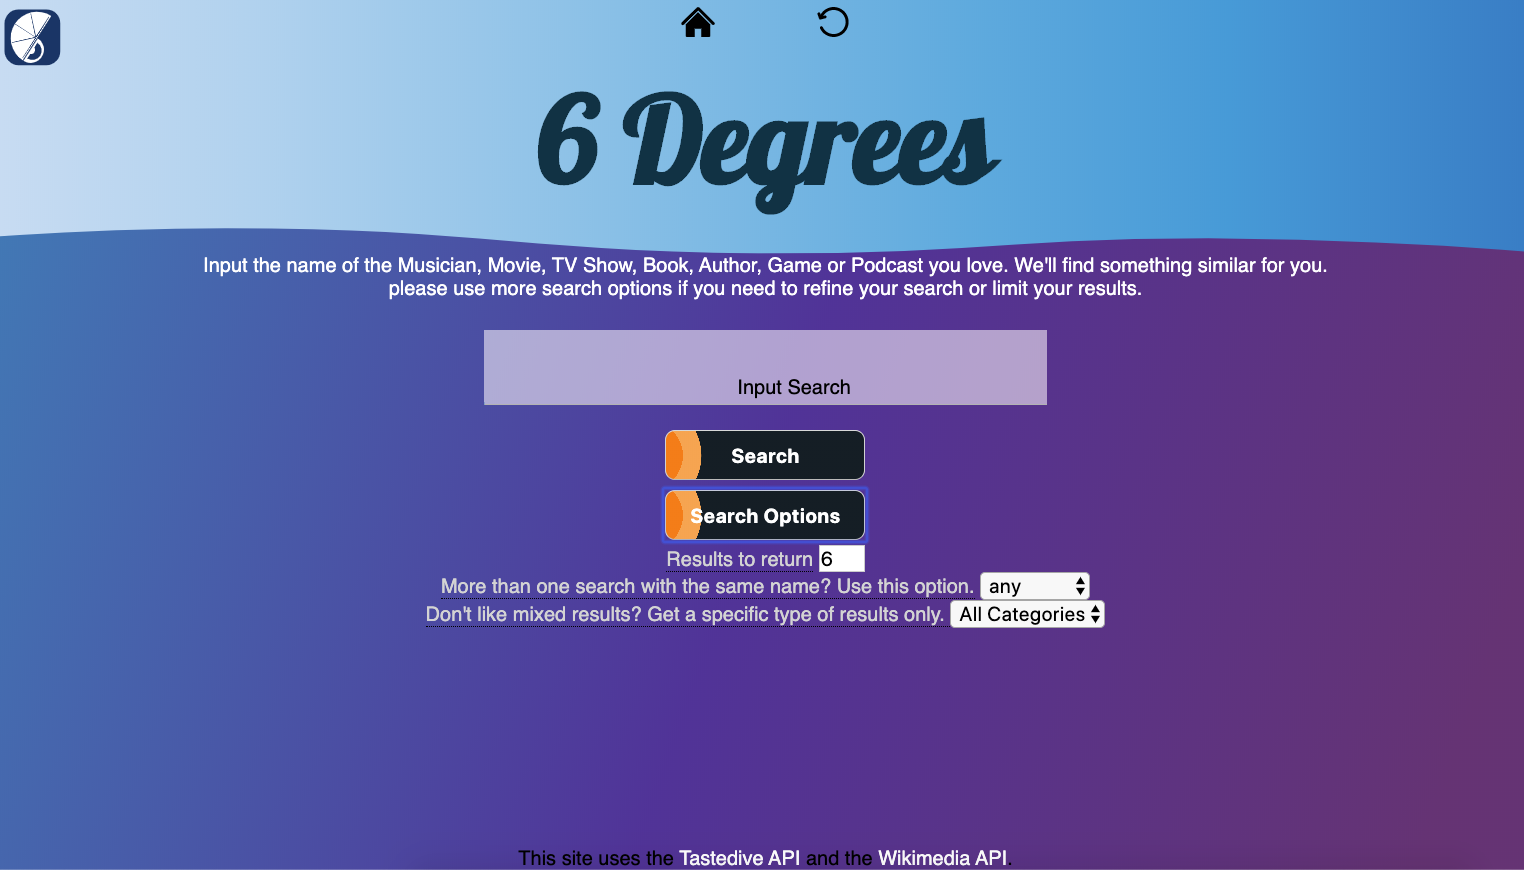 6 Degrees
Input the name of the Musician, Movie, TV Show, Book, Author, Game or Podcast you love. We'll find something similar for you.
please use more search options if you need to refine your search or limit your results.
Input Search
Search
Search Options
Results to return 6
More than one search with the same name? Use this option. any
Don't like mixed results? Get a specific type of results only. All Categories
This site uses the Tastedive API and the Wikimedia API.